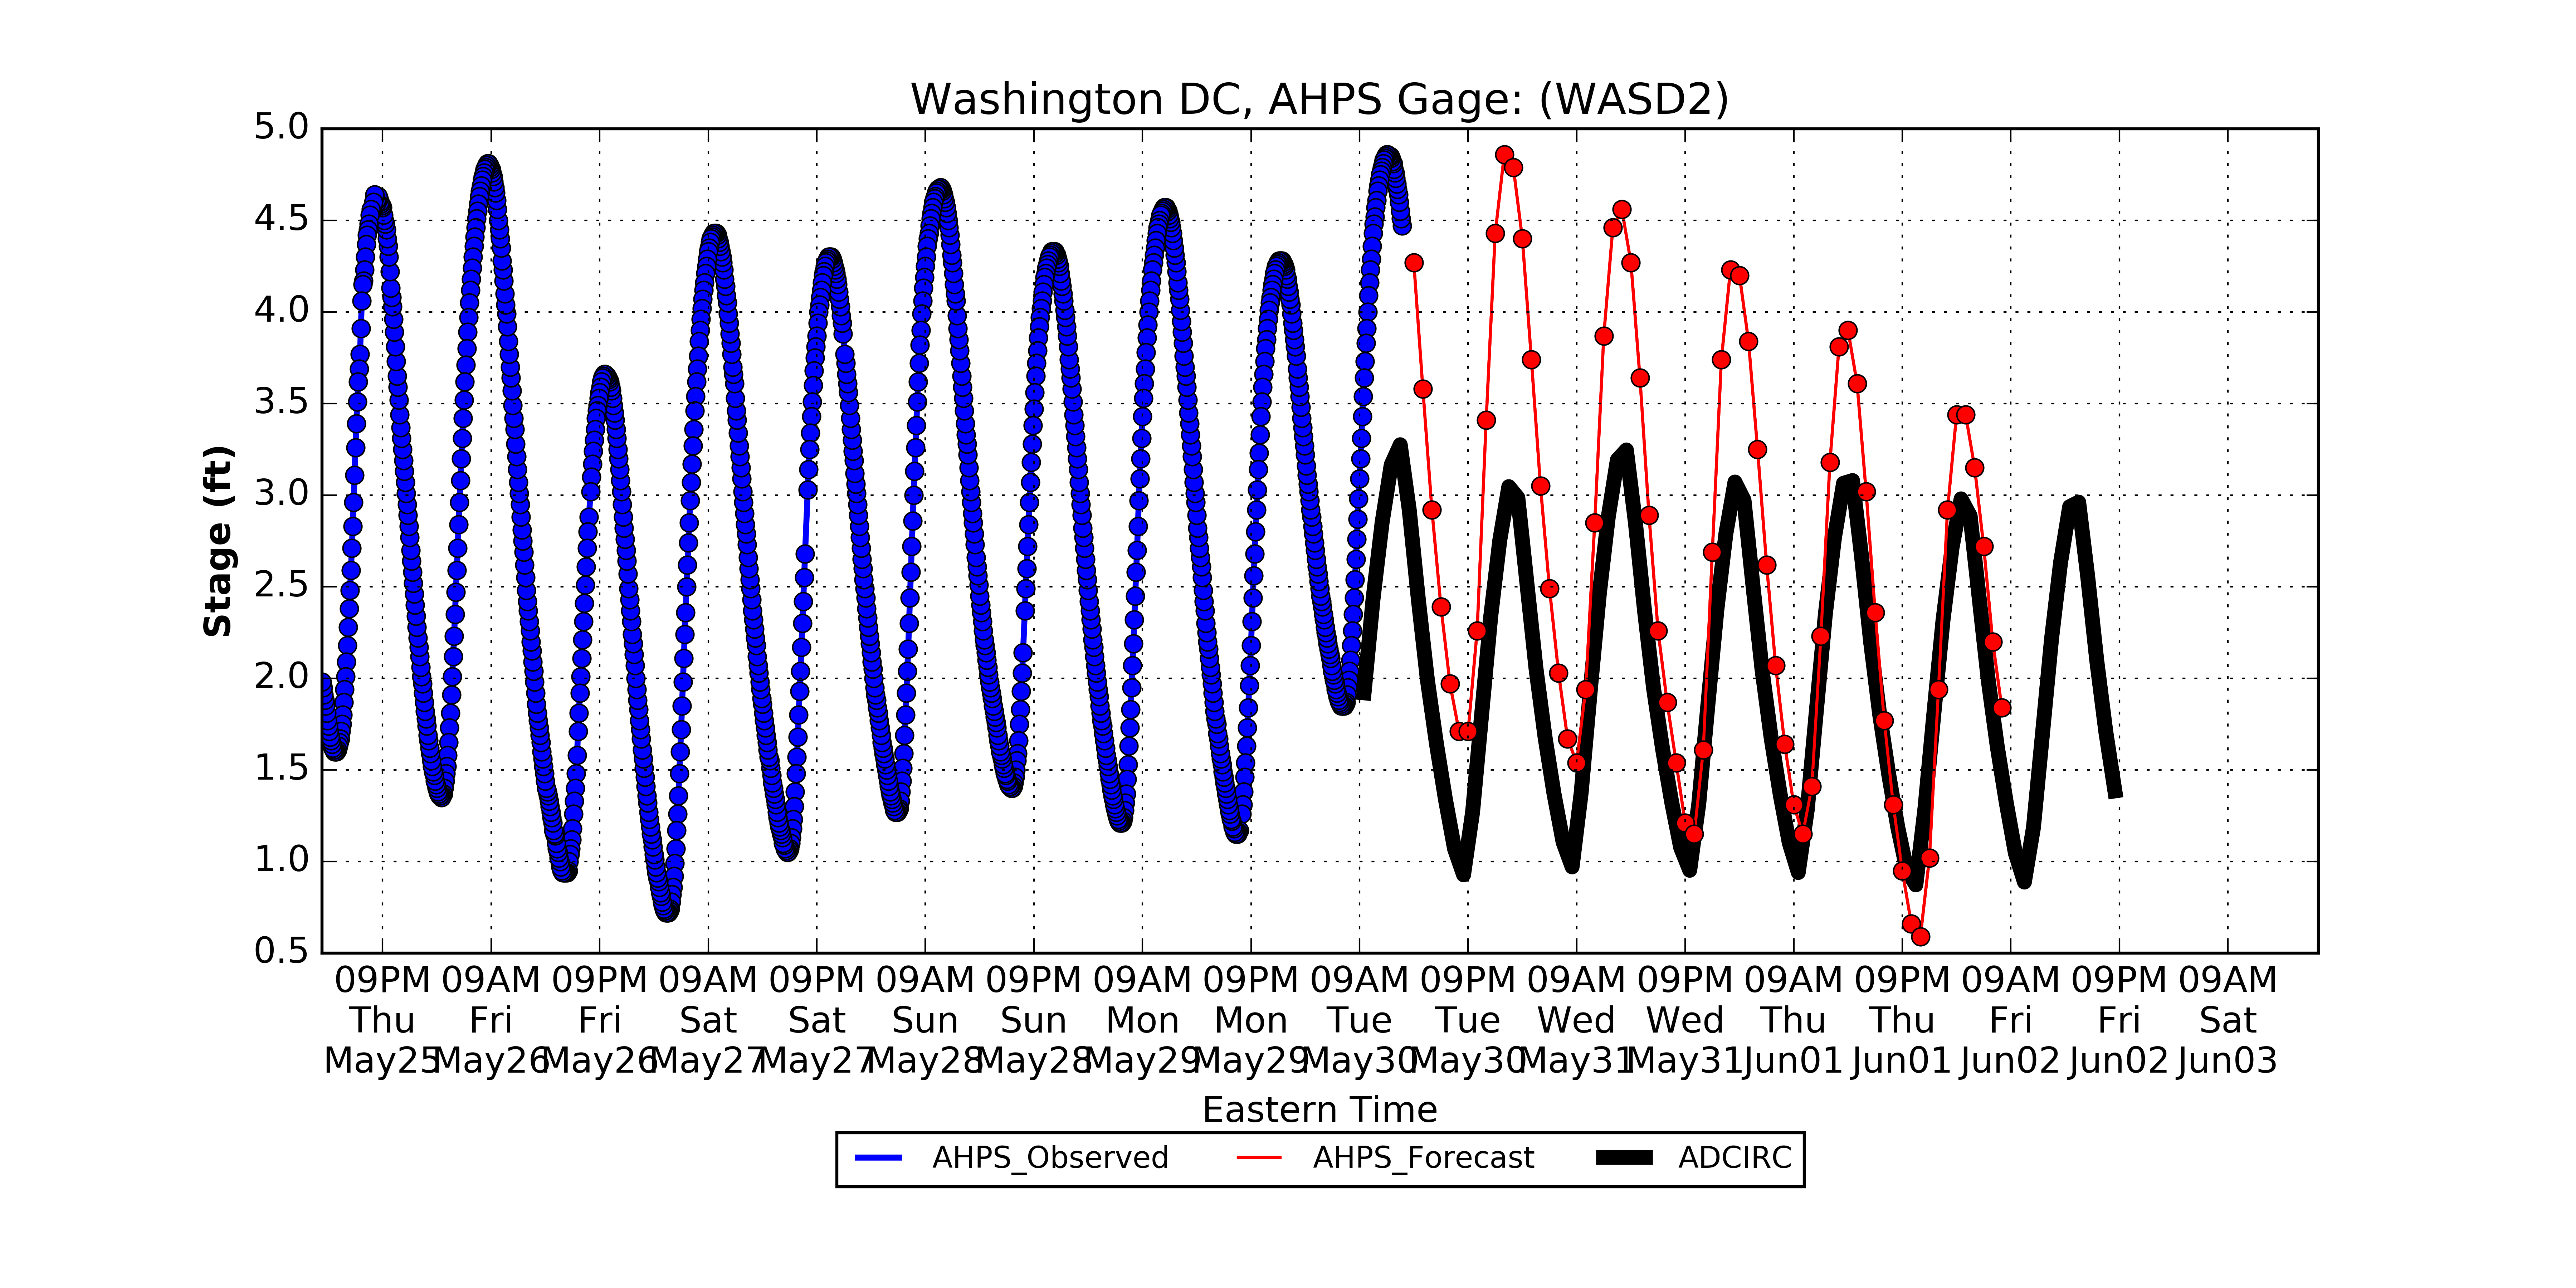 Washington DC, AHPS Gage: (WASD2)
5.0
4.5
4.0
3.5
3.0
2.5
2.0
1.5
1.0
0.5
Stage (ft)
09PM 09AM 09PM 09AM 09PM 09AM 09PM 09AM 09PM 09AM 09PM 09AM 09PM 09AM 09PM 09AM 09PM 09AM
Thu Fri Fri Sat Sat Sun Sun Mon Mon Tue Tue Wed Wed Thu Thu Fri Fri Sat
May25 May26 May26 May27 May27 May28 May28 May29 May29 May30 May30 May31 May31 Jun01 Jun01 Jun02 Jun02 Jun03
Eastern Time
AHPS_Observed AHPS_Forecast ADCIRC